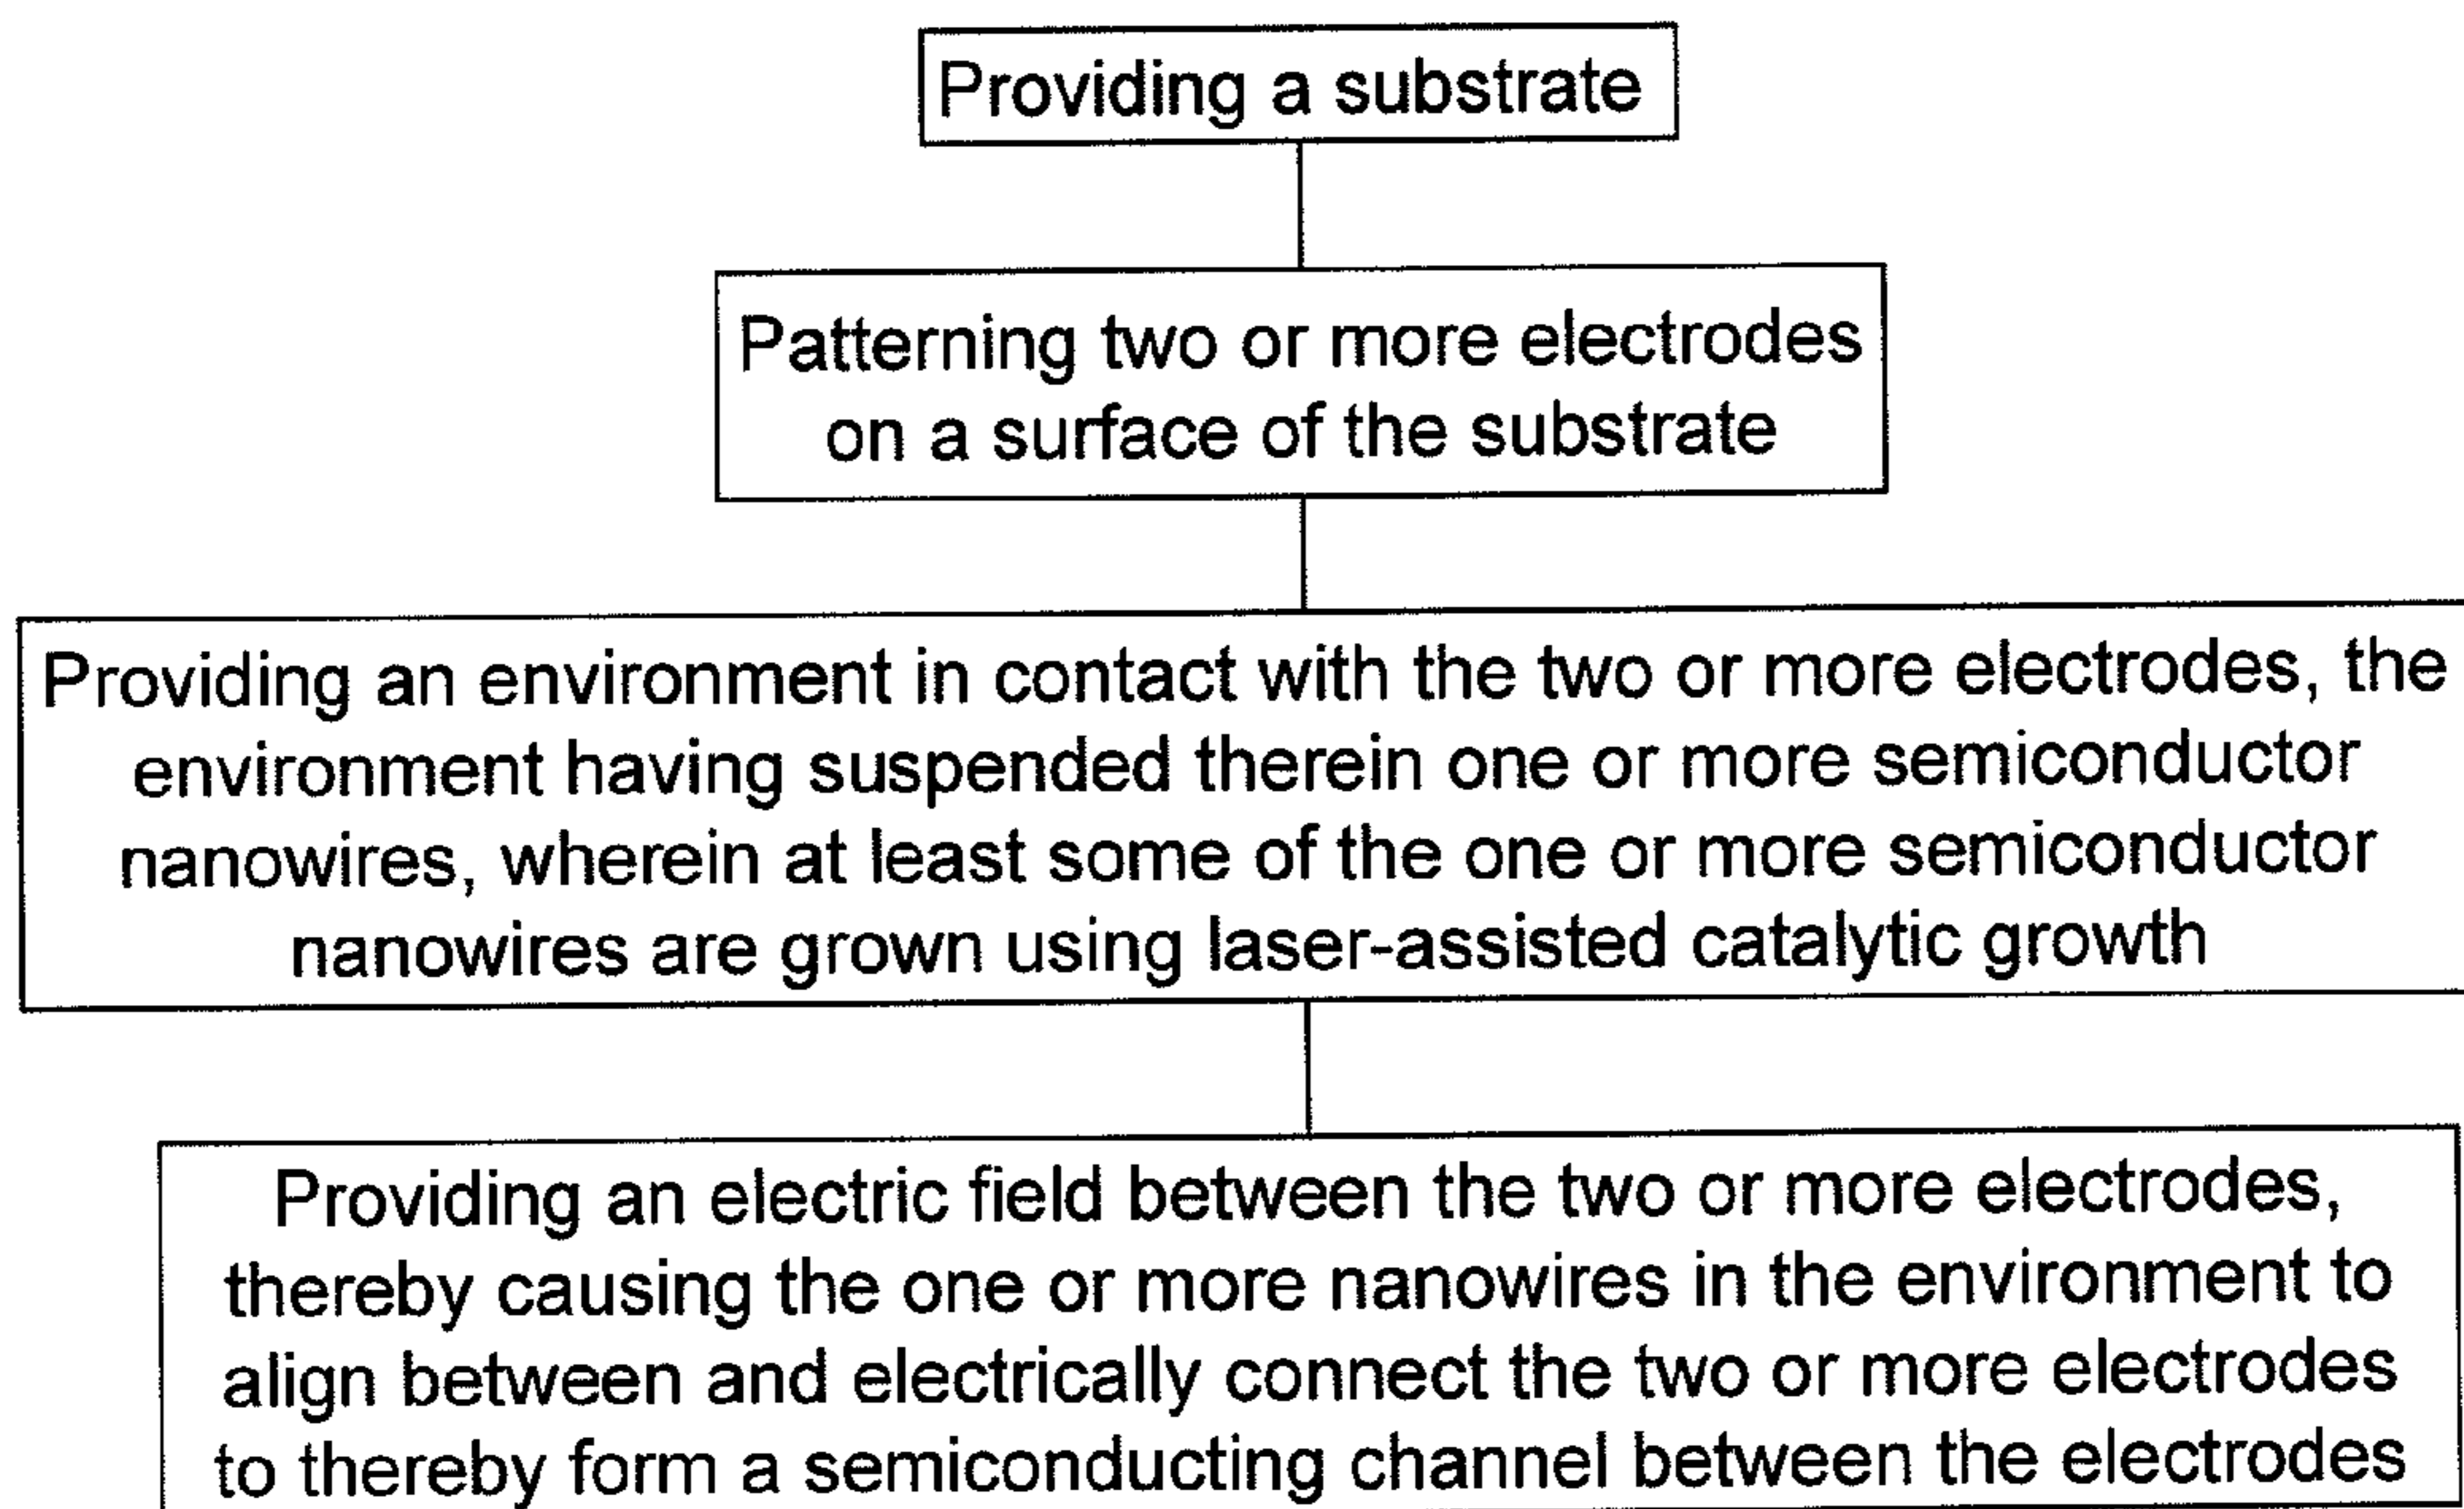 Providing a substrate
Patterning two or more electrodes
on a surface of the substrate
Providing an environment in contact with the two or more electrodes, the
environment having suspended therein one or more semiconductor
nanowires, wherein at least some of the one or more semiconductor
nanowires are grown using laser-assisted catalytic growth
Providing an electric field between the two or more electrodes,
thereby causing the one or more nanowires in the environment to
align between and electrically connect the two or more electrodes
to thereby form a semiconducting channel between the electrodes